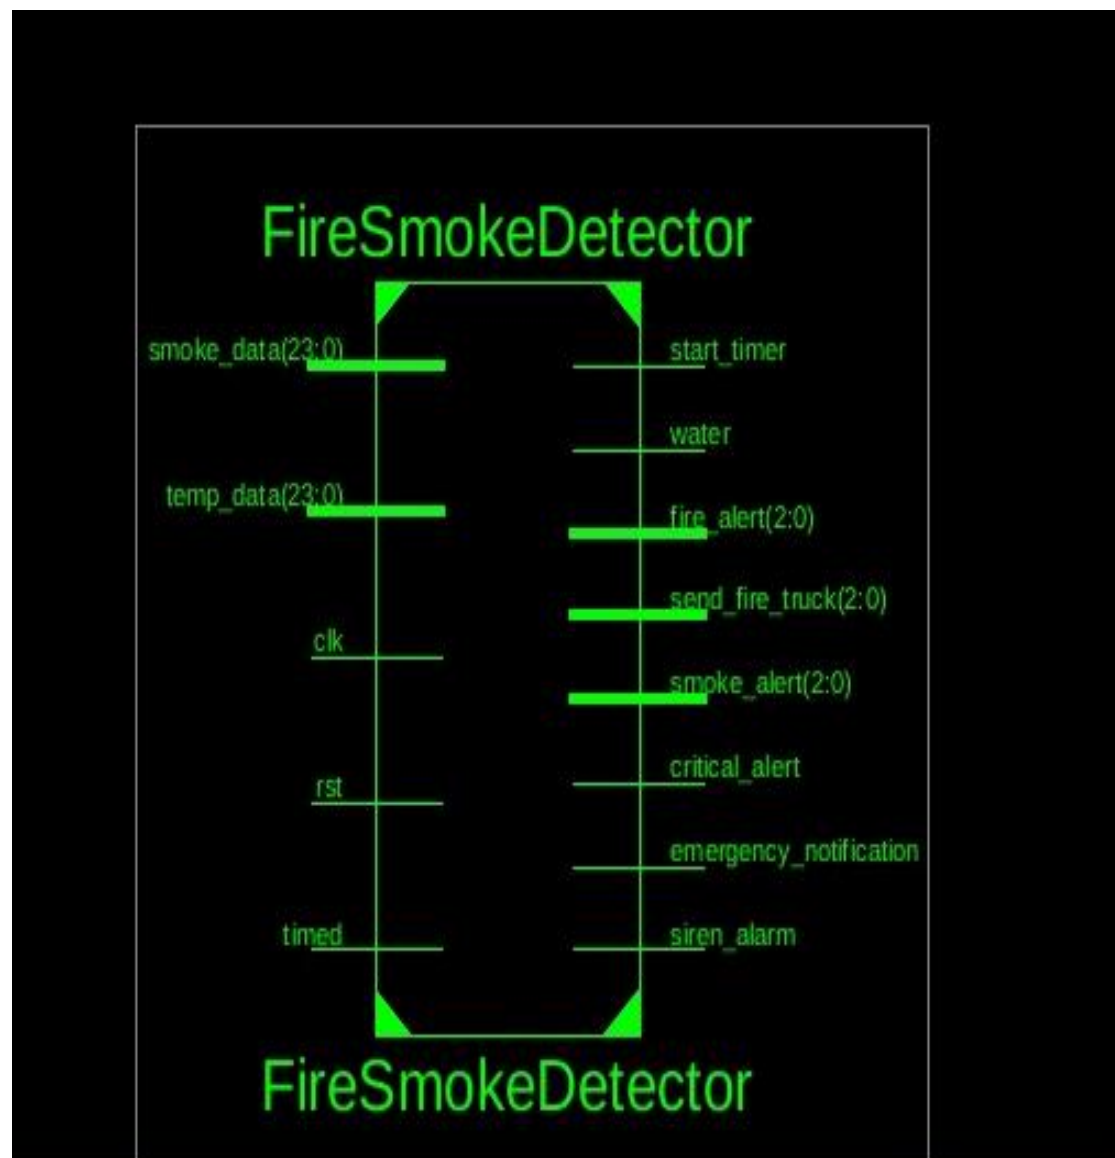 FireSmokeDetector
smoke_data(23:0)
start_timer
water
temp_data(23:0)
fire_alert(2:0)
send_fire_truck(2:0)
clk
smoke_alert(2:0)
critical_alert
rst
emergency_notification
timed
siren_alarm
FireSmokeDetector